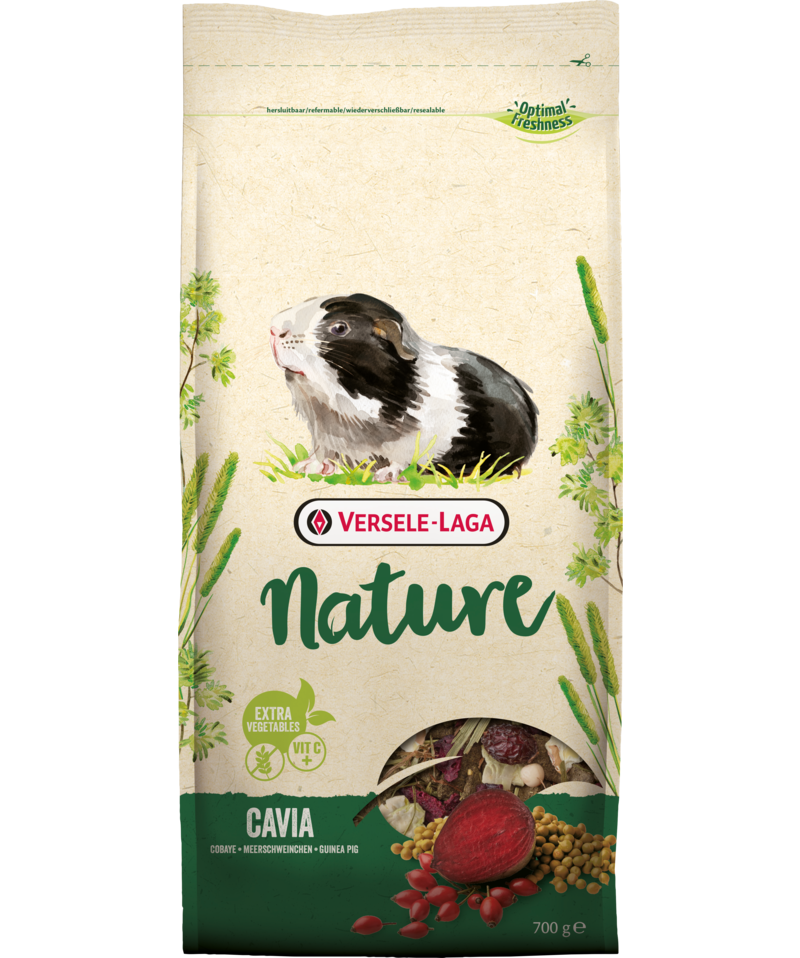 hersluitbaar/refermable/wiederverschließbar/resealable
Optimal
Freshness
VERSELE-LAGA
Nature
EXTRA
VEGETABLES
VIT C
+
CAVIA
COBAYE • MEERSCHWEINCHEN • GUINEA PIG
700 g ℮